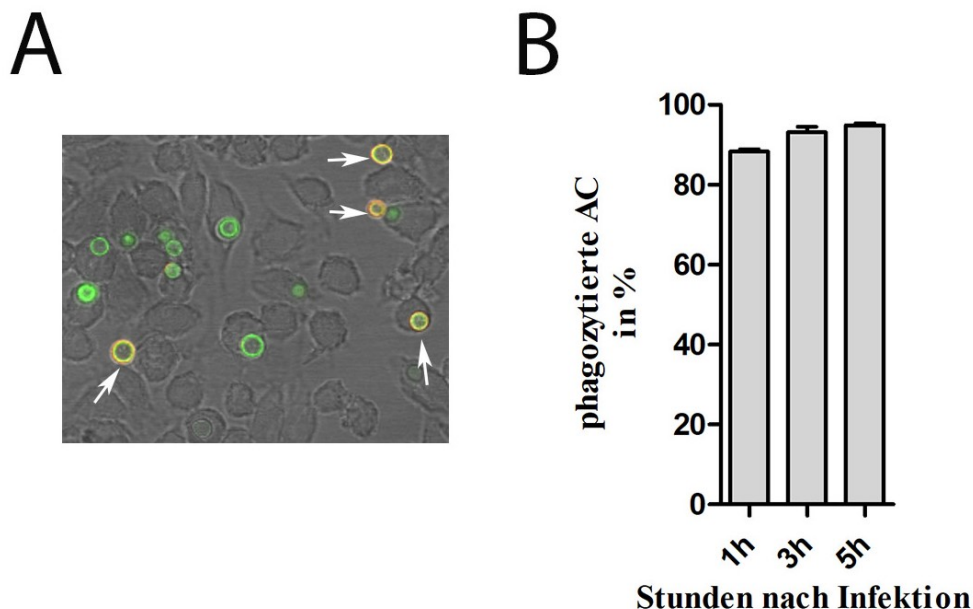 A
B
phagozytierte AC
in %
100
80
60
40
20
0
1h
3h
5h
Stunden nach Infektion